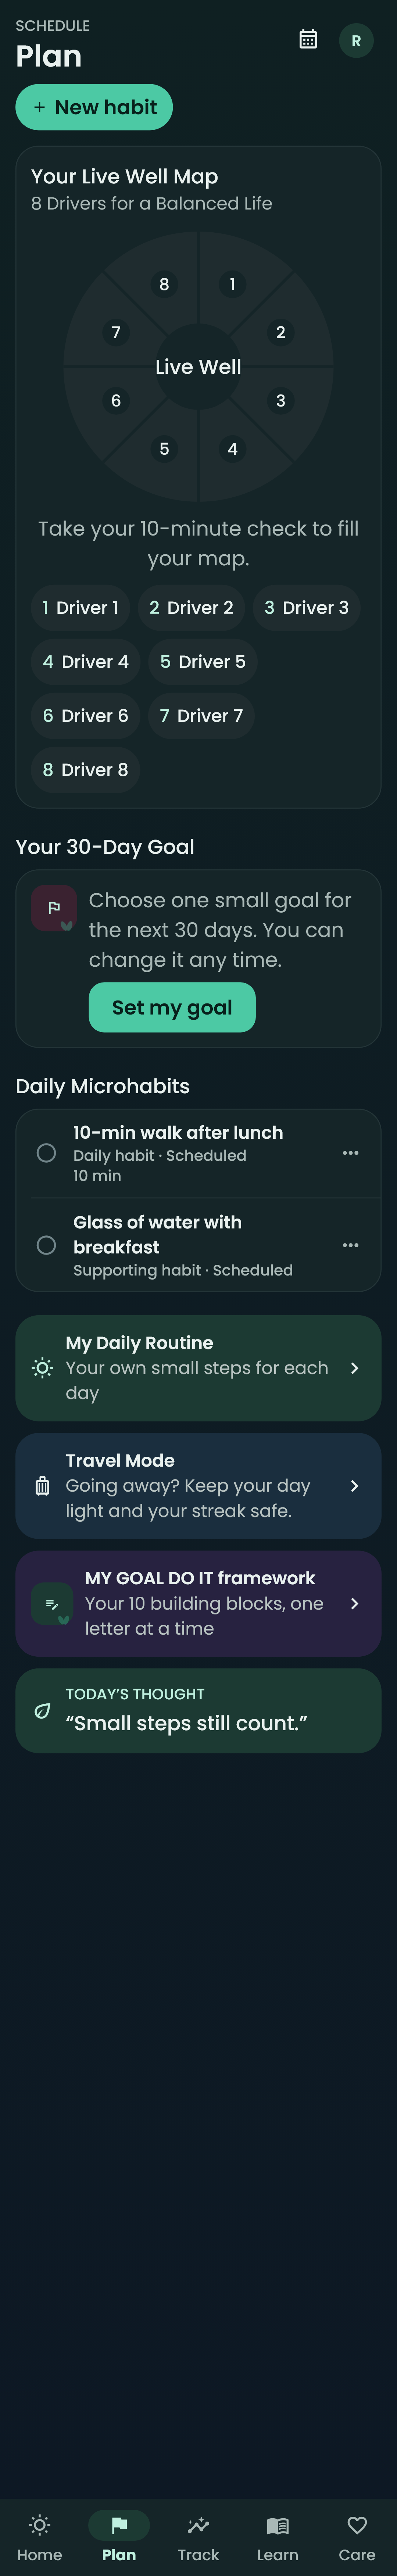 SCHEDULE
Plan
R
+ New habit
Your Live Well Map
8 Drivers for a Balanced Life
8
1
7
2
Live Well
6
3
5
4
Take your 10-minute check to fill
your map.
1 Driver 1
2 Driver 2
3 Driver 3
4 Driver 4
5 Driver 5
6 Driver 6
7 Driver 7
8 Driver 8
Your 30-Day Goal
Choose one small goal for
the next 30 days. You can
change it any time.
Set my goal
Daily Microhabits
10-min walk after lunch
Daily habit · Scheduled
10 min
Glass of water with
breakfast
Supporting habit · Scheduled
My Daily Routine
Your own small steps for each
day
Travel Mode
Going away? Keep your day
light and your streak safe.
MY GOAL DO IT framework
Your 10 building blocks, one
letter at a time
TODAY’S THOUGHT
“Small steps still count.”
Home
Plan
Track
Learn
Care